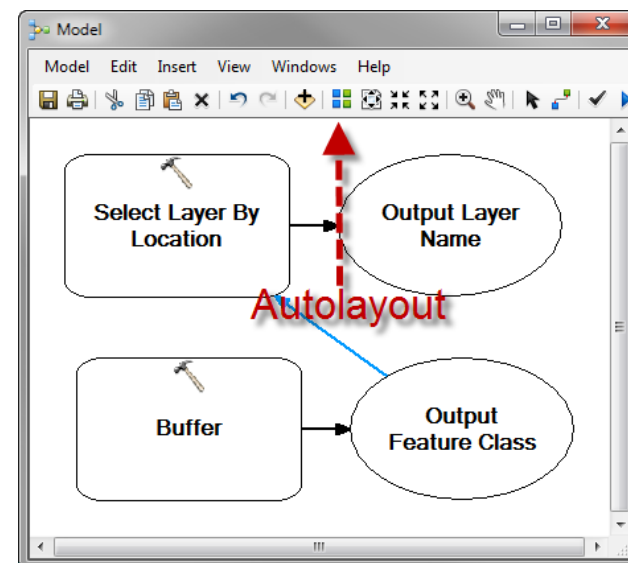 Model
Model Edit Insert View Windows Help
Select Layer By
Location
Output Layer
Name
Autolayout
Buffer
Output
Feature Class